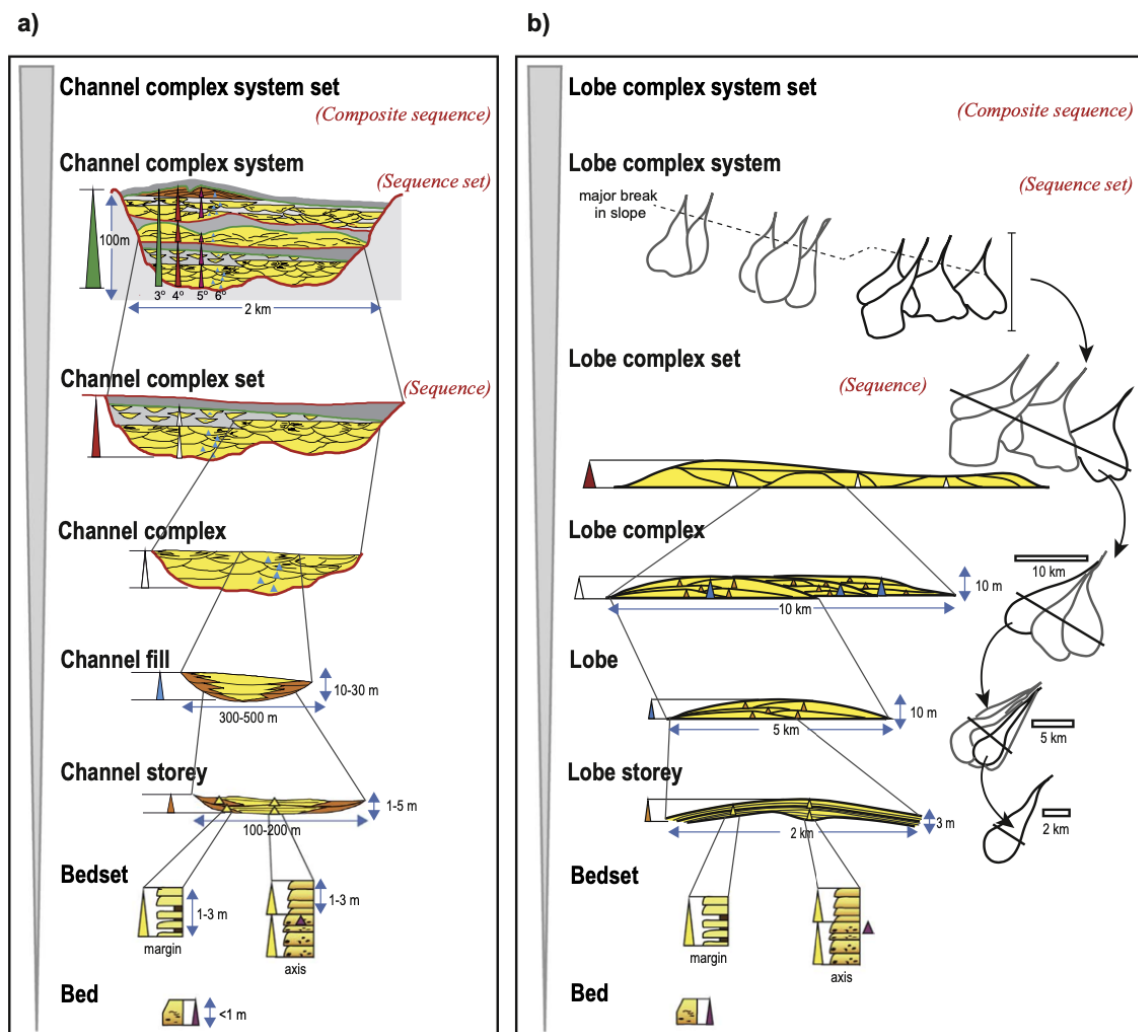 a)
Channel complex system set
(Composite sequence)
Channel complex system
(Sequence set)
100m
3° 4° 5° 6°
2 km
Channel complex set
(Sequence)
Channel complex
Channel fill
10-30 m
300-500 m
Channel storey
1-5 m
100-200 m
Bedset
1-3 m
1-3 m
margin
axis
Bed
<1 m
b)
Lobe complex system set
(Composite sequence)
Lobe complex system
(Sequence set)
major break
in slope
Lobe complex set
(Sequence)
Lobe complex
10 km
10 m
10 km
Lobe
10 m
5 km
5 km
Lobe storey
3 m
2 km
2 km
Bedset
margin
axis
Bed